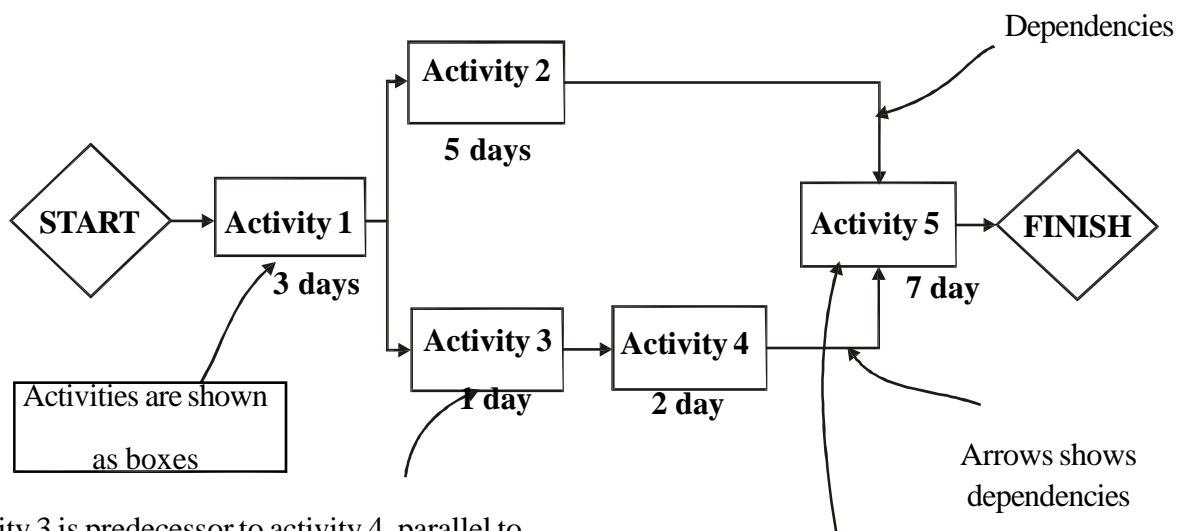 Dependencies
Activity 2
5 days
START
Activity 1
3 days
Activity 5
7 day
FINISH
Activity 3
1 day
Activity 4
2 day
Activities are shown
as boxes
Arrows shows
dependencies
ity 3 is predecessor to activity 4, parallel to